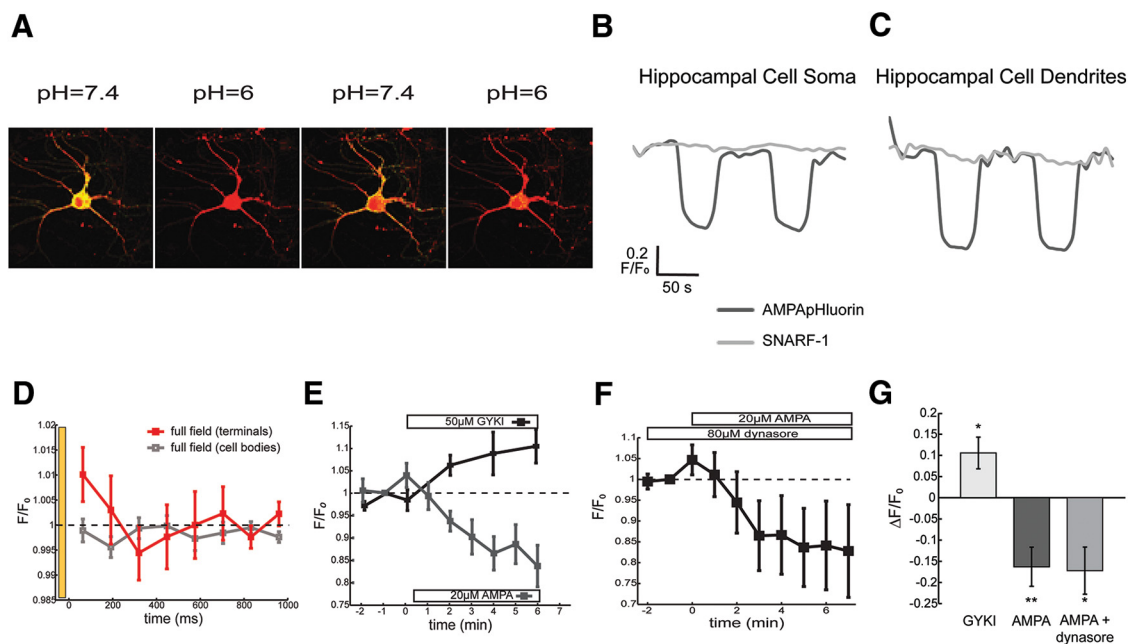 A
B
C
pH=7.4
pH=6
pH=7.4
pH=6
Hippocampal Cell Soma
Hippocampal Cell Dendrites
0.2
F/F₀
50 s
AMPApHluorin
SNARF-1
D
E
F
G
1.02
1.015
1.01
1.005
1
0.995
0.99
0.985
F/F₀
0
200
400
600
800
1000
time (ms)
full field (terminals)
full field (cell bodies)
50µM GYKI
1.15
1.1
1.05
1
0.95
0.9
0.85
0.8
0.75
F/F₀
20µM AMPA
-2
-1
0
1
2
3
4
5
6
7
time (min)
20µM AMPA
80µM dynasore
1.1
1.05
1
0.95
0.9
0.85
0.8
0.75
0.7
F/F₀
-2
0
2
4
6
time (min)
0.2
0.15
0.1
0.05
0
-0.05
-0.1
-0.15
-0.2
-0.25
ΔF/F₀
*
**
*
GYKI
AMPA
AMPA +
dynasore